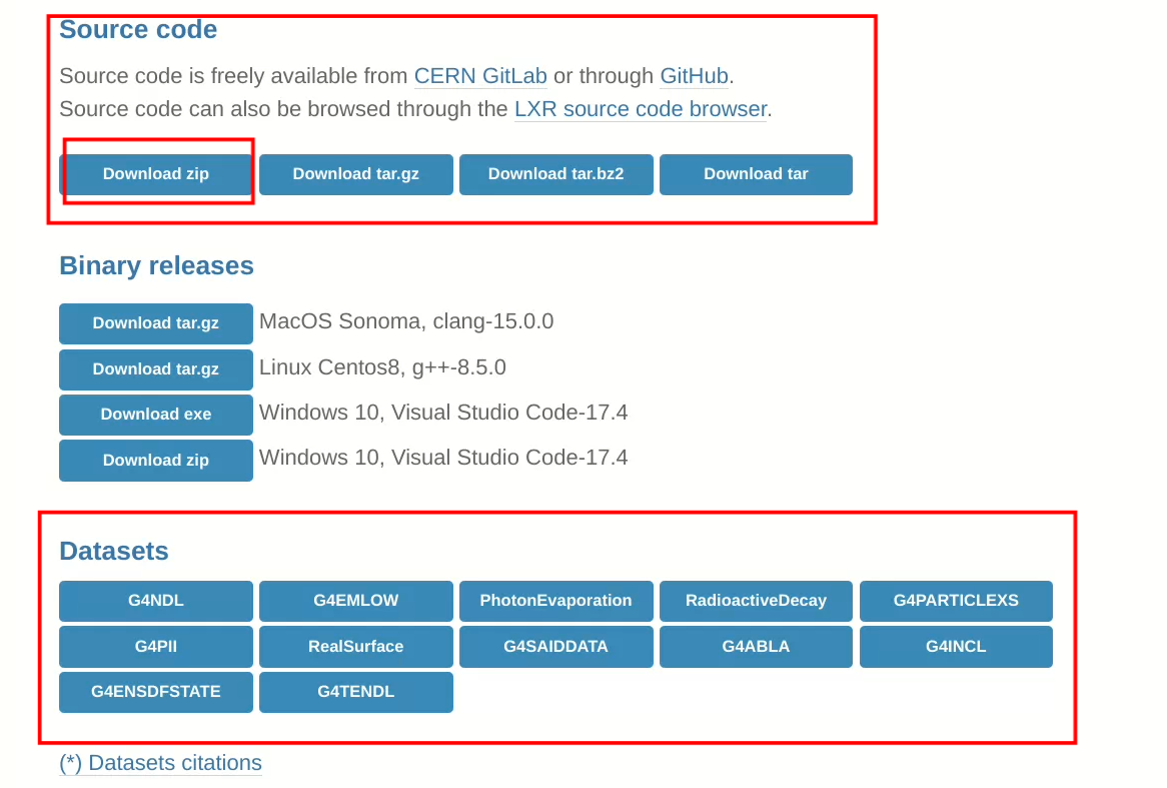 Source code
Source code is freely available from CERN GitLab or through GitHub.
Source code can also be browsed through the LXR source code browser.
Download zip Download tar.gz Download tar.bz2 Download tar
Binary releases
Download tar.gz MacOS Sonoma, clang-15.0.0
Download tar.gz Linux Centos8, g++-8.5.0
Download exe Windows 10, Visual Studio Code-17.4
Download zip Windows 10, Visual Studio Code-17.4
Datasets
G4NDL G4EMLOW PhotonEvaporation RadioactiveDecay G4PARTICLEXS
G4PII RealSurface G4SAIDDATA G4ABLA G4INCL
G4ENSDFSTATE G4TENDL
(*) Datasets citations